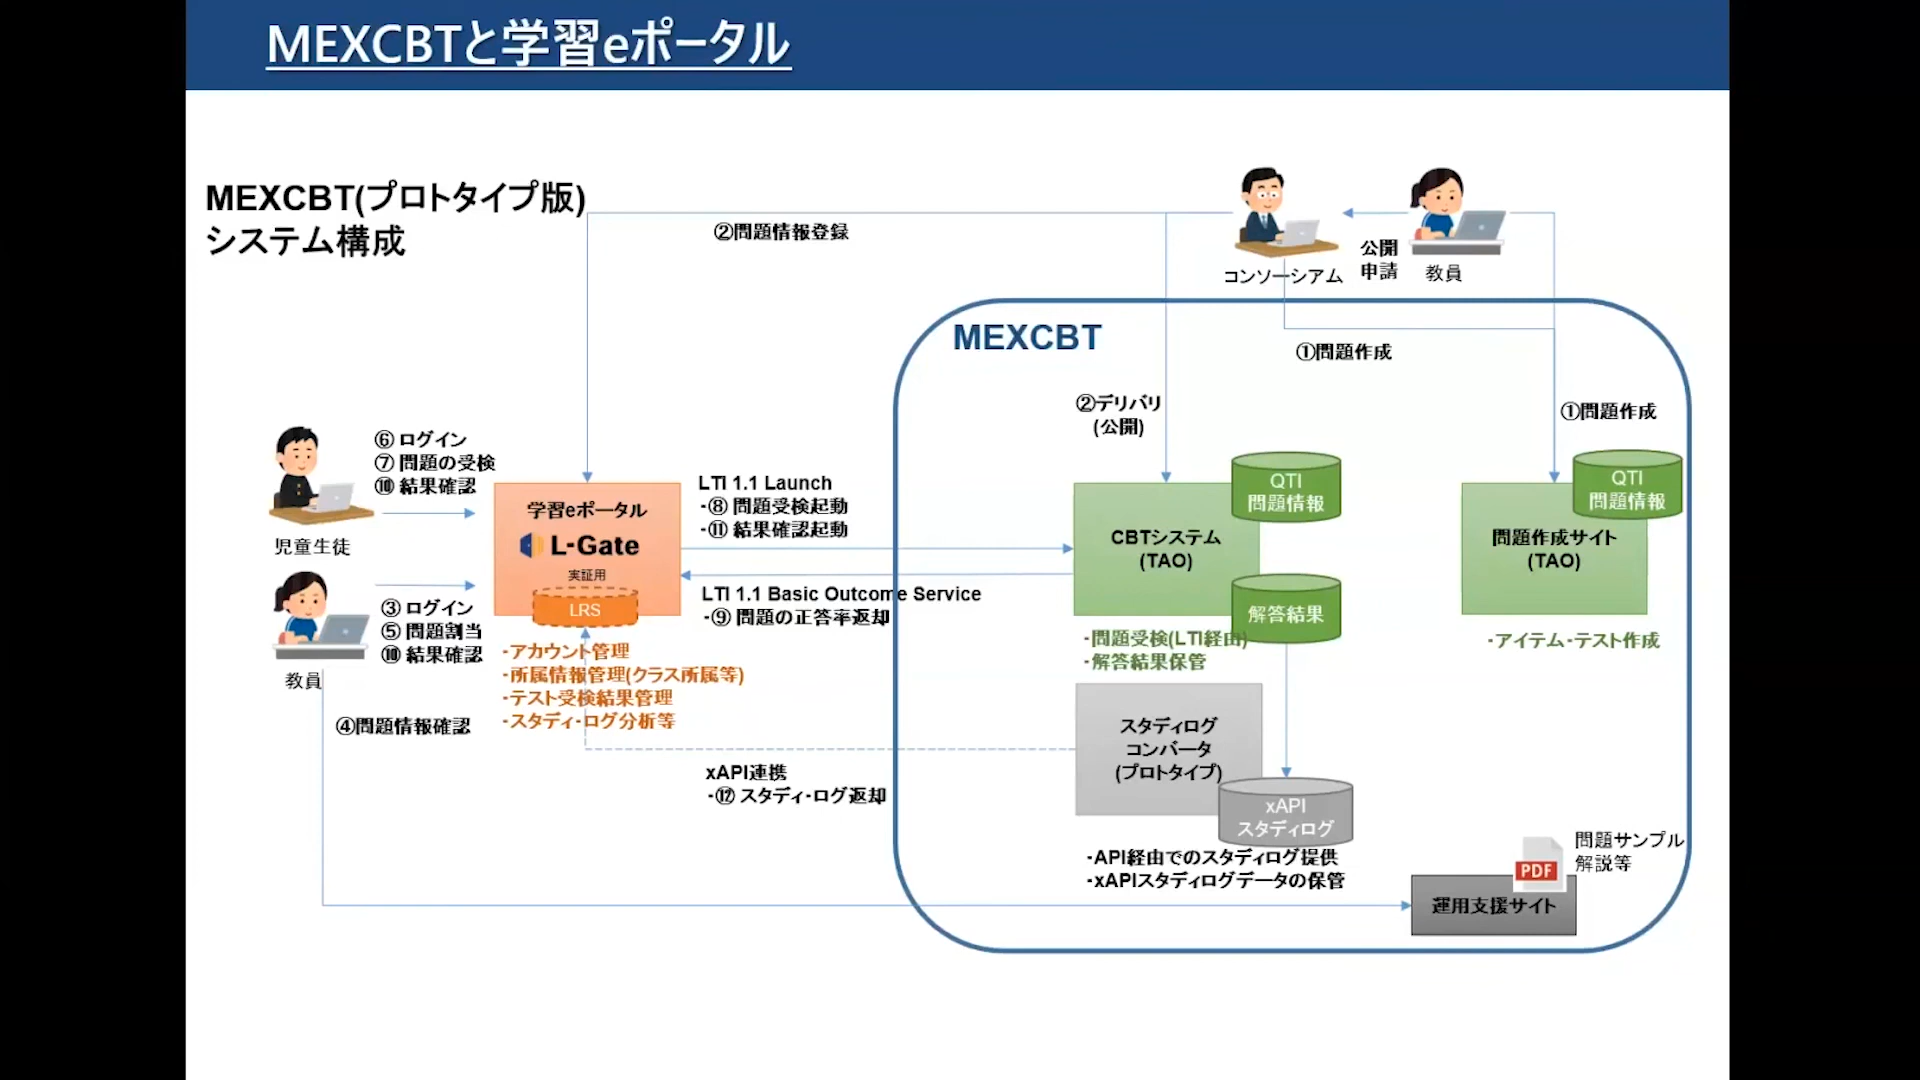 MEXCBTと学習eポータル
MEXCBT(プロトタイプ版)
システム構成
②問題情報登録
コンソーシアム
公開
申請
教員
MEXCBT
①問題作成
②デリバリ
(公開)
①問題作成
⑥ ログイン
⑦ 問題の受検
⑩ 結果確認
児童生徒
学習eポータル
L-Gate
実証用
LRS
LTI 1.1 Launch
-⑧ 問題受検起動
-⑪ 結果確認起動
CBTシステム
(TAO)
QTI
問題情報
解答結果
問題作成サイト
(TAO)
QTI
問題情報
LTI 1.1 Basic Outcome Service
-⑨ 問題の正答率返却
③ ログイン
⑤ 問題割当
⑩ 結果確認
教員
-アカウント管理
-所属情報管理(クラス所属等)
-テスト受検結果管理
-スタディ・ログ分析等
-問題受検(LTI経由)
-解答結果保管
-アイテム・テスト作成
④問題情報確認
スタディログ
コンバータ
(プロトタイプ)
xAPI
スタディログ
xAPI連携
-⑫ スタディ・ログ返却
-API経由でのスタディログ提供
-xAPIスタディログデータの保管
PDF
問題サンプル
解説等
運用支援サイト